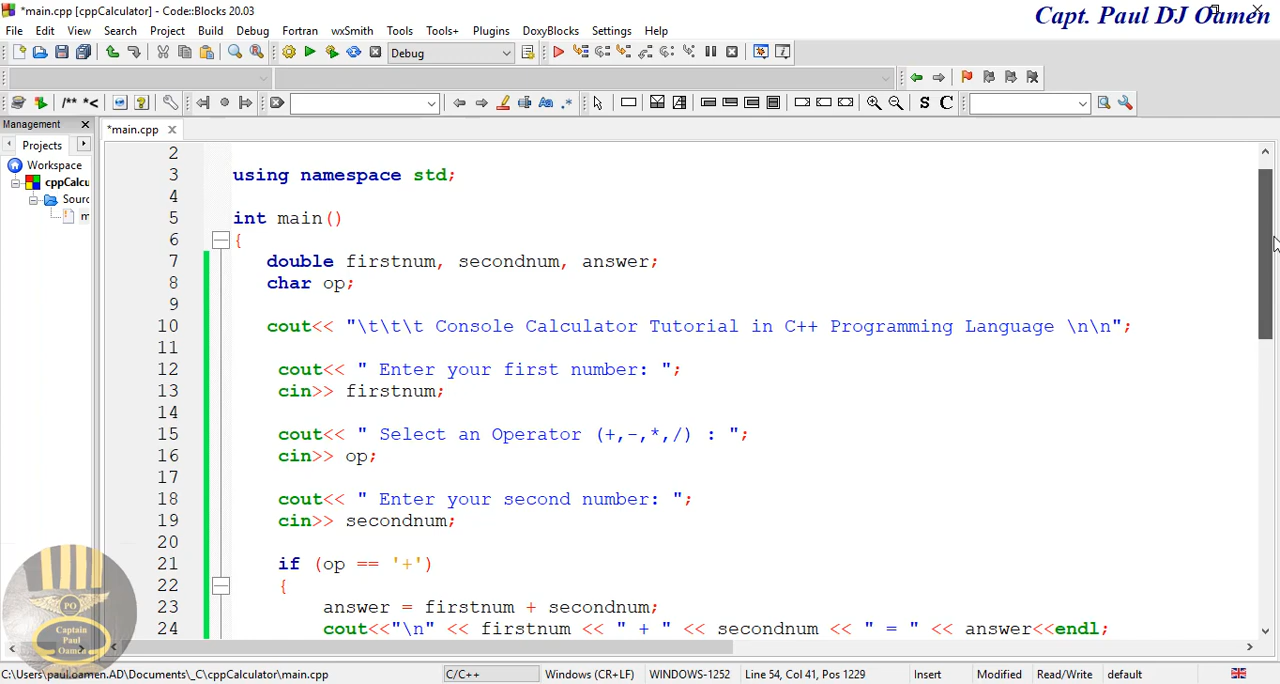 *main.cpp [cppCalculator] - Code::Blocks 20.03
Capt. Paul DJ Oamen
File Edit View Search Project Build Debug Fortran wxSmith Tools Tools+ Plugins DoxyBlocks Settings Help
Debug
/** *<
S C
Management
*main.cpp
Projects
Workspace
cppCalcu
Sourc
m
2
3 using namespace std;
4
5 int main()
6 {
7 double firstnum, secondnum, answer;
8 char op;
9
10 cout<< "\t\t\t Console Calculator Tutorial in C++ Programming Language \n\n";
11
12 cout<< " Enter your first number: ";
13 cin>> firstnum;
14
15 cout<< " Select an Operator (+,-,*,/) : ";
16 cin>> op;
17
18 cout<< " Enter your second number: ";
19 cin>> secondnum;
20
21 if (op == '+')
22 {
23 answer = firstnum + secondnum;
24 cout<<"\n" << firstnum << " + " << secondnum << " = " << answer<<endl;
PO
Captain
Paul
Oamen
C:\Users\paul.oamen.AD\Documents\_C\cppCalculator\main.cpp C/C++ Windows (CR+LF) WINDOWS-1252 Line 54, Col 41, Pos 1229 Insert Modified Read/Write default